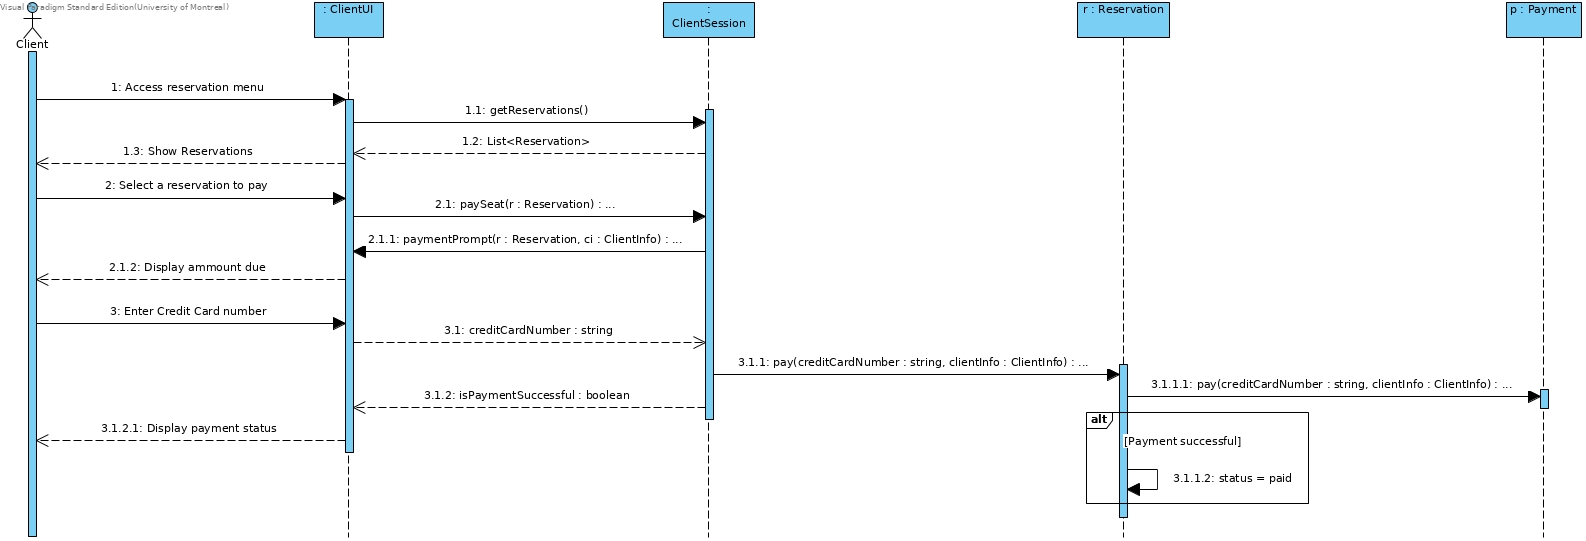 Visual Paradigm Standard Edition(University of Montreal)
Client
: ClientUI
:
ClientSession
r : Reservation
p : Payment
1: Access reservation menu
1.1: getReservations()
1.2: List<Reservation>
1.3: Show Reservations
2: Select a reservation to pay
2.1: paySeat(r : Reservation) : ...
2.1.1: paymentPrompt(r : Reservation, ci : ClientInfo) : ...
2.1.2: Display ammount due
3: Enter Credit Card number
3.1: creditCardNumber : string
3.1.1: pay(creditCardNumber : string, clientInfo : ClientInfo) : ...
3.1.1.1: pay(creditCardNumber : string, clientInfo : ClientInfo) : ...
3.1.2: isPaymentSuccessful : boolean
alt
3.1.2.1: Display payment status
[Payment successful]
3.1.1.2: status = paid